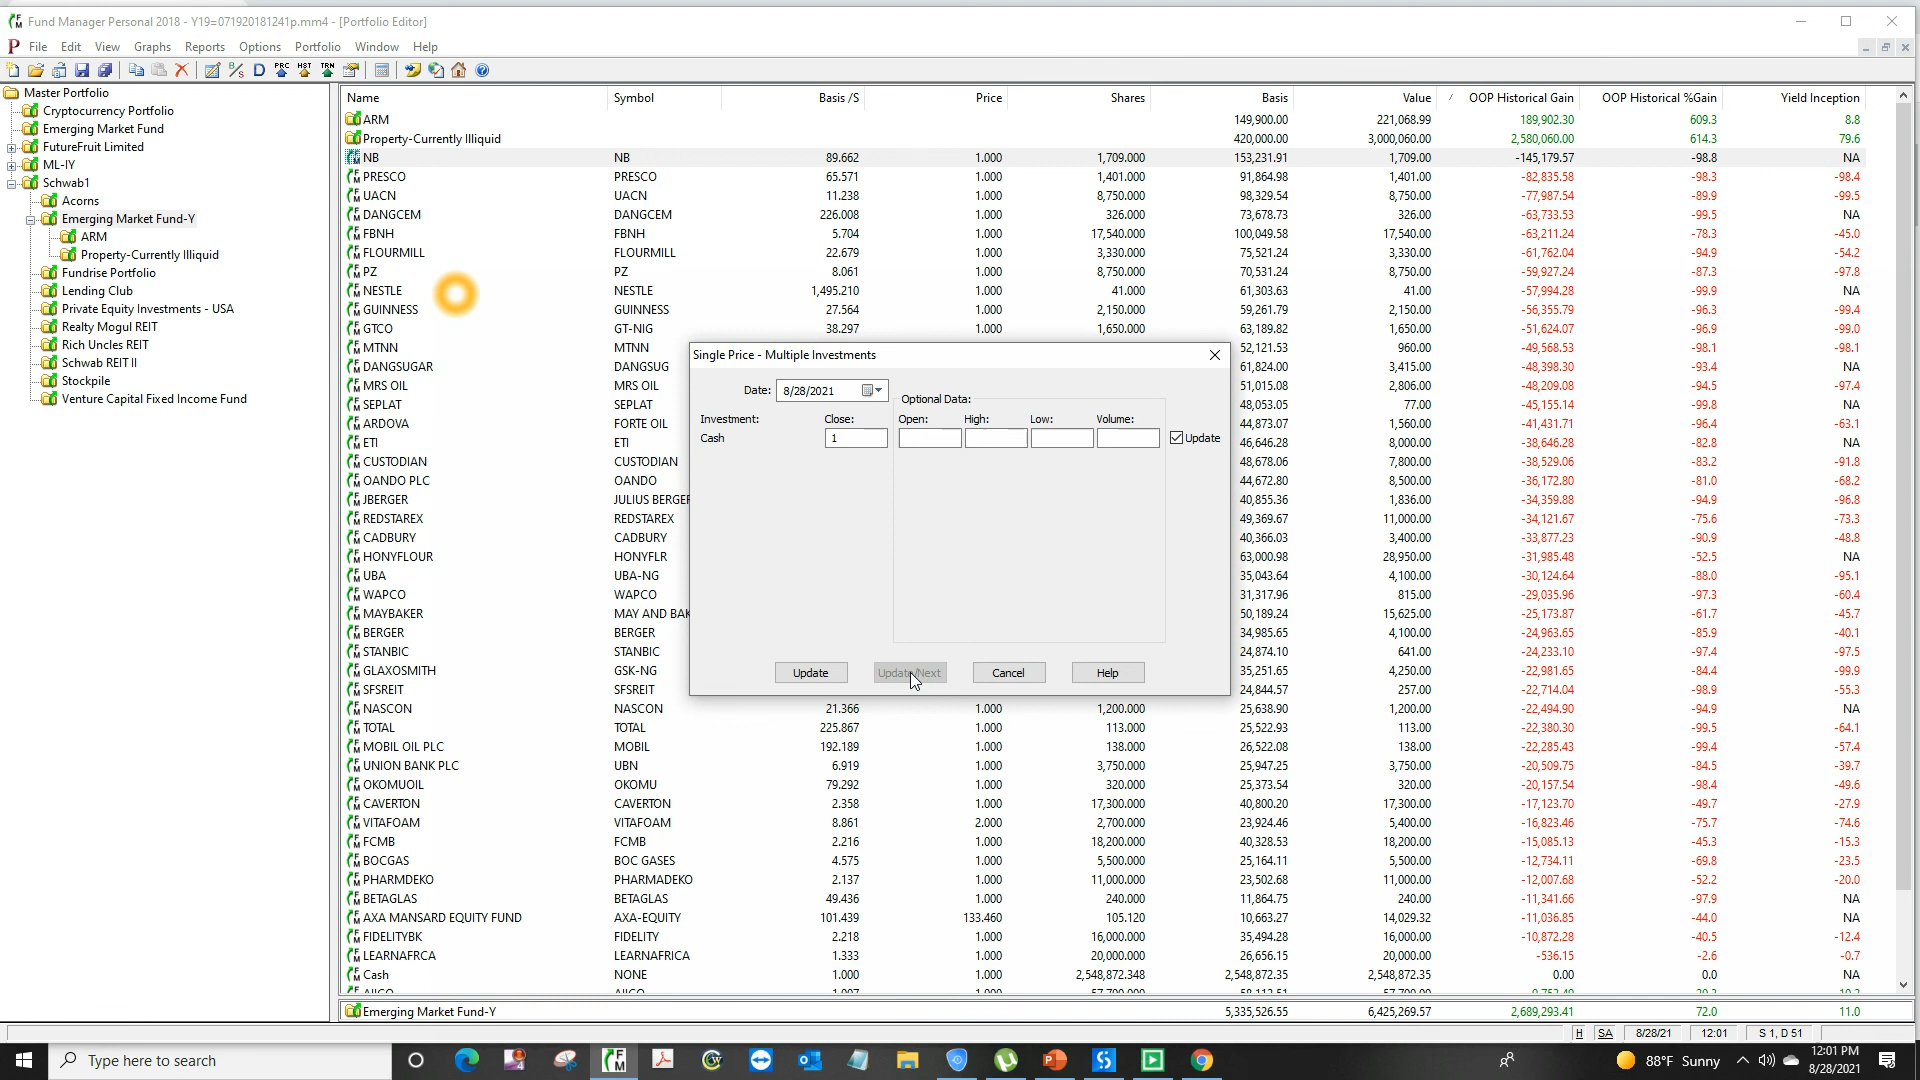 Fund Manager Personal 2018 - Y19=071920181241p.mm4 - [Portfolio Editor]
File Edit View Graphs Reports Options Portfolio Window Help
Master Portfolio
Cryptocurrency Portfolio
Emerging Market Fund
FutureFruit Limited
ML-IY
Schwab1
Acorns
Emerging Market Fund-Y
ARM
Property-Currently Illiquid
Fundrise Portfolio
Lending Club
Private Equity Investments - USA
Realty Mogul REIT
Rich Uncles REIT
Schwab REIT II
Stockpile
Venture Capital Fixed Income Fund
Name Symbol Basis /S Price Shares Basis Value OOP Historical Gain OOP Historical %Gain Yield Inception
ARM 149,900.00 221,068.99 189,902.30 609.3 8.8
Property-Currently Illiquid 420,000.00 3,000,060.00 2,580,060.00 614.3 79.6
NB NB 89.662 1.000 1,709.000 153,231.91 1,709.00 -145,179.57 -98.8 NA
PRESCO PRESCO 65.571 1.000 1,401.000 91,864.98 1,401.00 -82,835.58 -98.3 -98.4
UACN UACN 11.238 1.000 8,750.000 98,329.54 8,750.00 -77,987.54 -89.9 -99.5
DANGCEM DANGCEM 226.008 1.000 326.000 73,678.73 326.00 -63,733.53 -99.5 NA
FBNH FBNH 5.704 1.000 17,540.000 100,049.58 17,540.00 -63,211.24 -78.3 -45.0
FLOURMILL FLOURMILL 22.679 1.000 3,330.000 75,521.24 3,330.00 -61,762.04 -94.9 -54.2
PZ PZ 8.061 1.000 8,750.000 70,531.24 8,750.00 -59,927.24 -87.3 -97.8
NESTLE NESTLE 1,495.210 1.000 41.000 61,303.63 41.00 -57,994.28 -99.9 NA
GUINNESS GUINNESS 27.564 1.000 2,150.000 59,261.79 2,150.00 -56,355.79 -96.3 -99.4
GTCO GT-NIG 38.297 1.000 1,650.000 63,189.82 1,650.00 -51,624.07 -96.9 -99.0
MTNN MTNN 52,121.53 960.00 -49,568.53 -98.1 -98.1
DANGSUGAR DANGSUG 61,824.00 3,415.00 -48,398.30 -93.4 NA
MRS OIL MRS OIL 51,015.08 2,806.00 -48,209.08 -94.5 -97.4
SEPLAT SEPLAT 48,053.05 77.00 -45,155.14 -99.8 NA
ARDOVA FORTE OIL 44,873.07 1,560.00 -41,431.71 -96.4 -63.1
ETI ETI 46,646.28 8,000.00 -38,646.28 -82.8 NA
CUSTODIAN CUSTODIAN 48,678.06 7,800.00 -38,529.06 -83.2 -91.8
OANDO PLC OANDO 44,672.80 8,500.00 -36,172.80 -81.0 -68.2
JBERGER JULIUS BERGER 40,855.36 1,836.00 -34,359.88 -94.9 -96.8
REDSTAREX REDSTAREX 49,369.67 11,000.00 -34,121.67 -75.6 -73.3
CADBURY CADBURY 40,366.03 3,400.00 -33,877.23 -90.9 -48.8
HONYFLOUR HONYFLR 63,000.98 28,950.00 -31,985.48 -52.5 NA
UBA UBA-NG 35,043.64 4,100.00 -30,124.64 -88.0 -95.1
WAPCO WAPCO 31,317.96 815.00 -29,035.96 -97.3 -60.4
MAYBAKER MAY AND BAK 50,189.24 15,625.00 -25,173.87 -61.7 -45.7
BERGER BERGER 34,985.65 4,100.00 -24,963.65 -85.9 -40.1
STANBIC STANBIC 24,874.10 641.00 -24,233.10 -97.4 -97.5
GLAXOSMITH GSK-NG 35,251.65 4,250.00 -22,981.65 -84.4 -99.9
SFSREIT SFSREIT 24,844.57 257.00 -22,714.04 -98.9 -55.3
NASCON NASCON 21.366 1.000 1,200.000 25,638.90 1,200.00 -22,494.90 -94.9 NA
TOTAL TOTAL 225.867 1.000 113.000 25,522.93 113.00 -22,380.30 -99.5 -64.1
MOBIL OIL PLC MOBIL 192.189 1.000 138.000 26,522.08 138.00 -22,285.43 -99.4 -57.4
UNION BANK PLC UBN 6.919 1.000 3,750.000 25,947.25 3,750.00 -20,509.75 -84.5 -39.7
OKOMUOIL OKOMU 79.292 1.000 320.000 25,373.54 320.00 -20,157.54 -98.4 -49.6
CAVERTON CAVERTON 2.358 1.000 17,300.000 40,800.20 17,300.00 -17,123.70 -49.7 -27.9
VITAFOAM VITAFOAM 8.861 2.000 2,700.000 23,924.46 5,400.00 -16,823.46 -75.7 -74.6
FCMB FCMB 2.216 1.000 18,200.000 40,328.53 18,200.00 -15,085.13 -45.3 -15.3
BOCGAS BOC GASES 4.575 1.000 5,500.000 25,164.11 5,500.00 -12,734.11 -69.8 -23.5
PHARMDEKO PHARMADEKO 2.137 1.000 11,000.000 23,502.68 11,000.00 -12,007.68 -52.2 -20.0
BETAGLAS BETAGLAS 49.436 1.000 240.000 11,864.75 240.00 -11,341.66 -97.9 NA
AXA MANSARD EQUITY FUND AXA-EQUITY 101.439 133.460 105.120 10,663.27 14,029.32 -11,036.85 -44.0 NA
FIDELITYBK FIDELITY 2.218 1.000 16,000.000 35,494.28 16,000.00 -10,872.28 -40.5 -12.4
LEARNAFRCA LEARNAFRICA 1.333 1.000 20,000.000 26,656.15 20,000.00 -536.15 -2.6 -0.7
Cash NONE 1.000 1.000 2,548,872.348 2,548,872.35 2,548,872.35 0.00 0.0 NA
Emerging Market Fund-Y 5,335,526.55 6,425,269.57 2,689,293.41 72.0 11.0
Single Price - Multiple Investments
Date: 8/28/2021
Optional Data:
Investment: Close: Open: High: Low: Volume:
Cash 1 Update
Update Update/Next Cancel Help
H SA 8/28/21 12:01 S 1, D 51
Type here to search
88°F Sunny
12:01 PM
8/28/2021